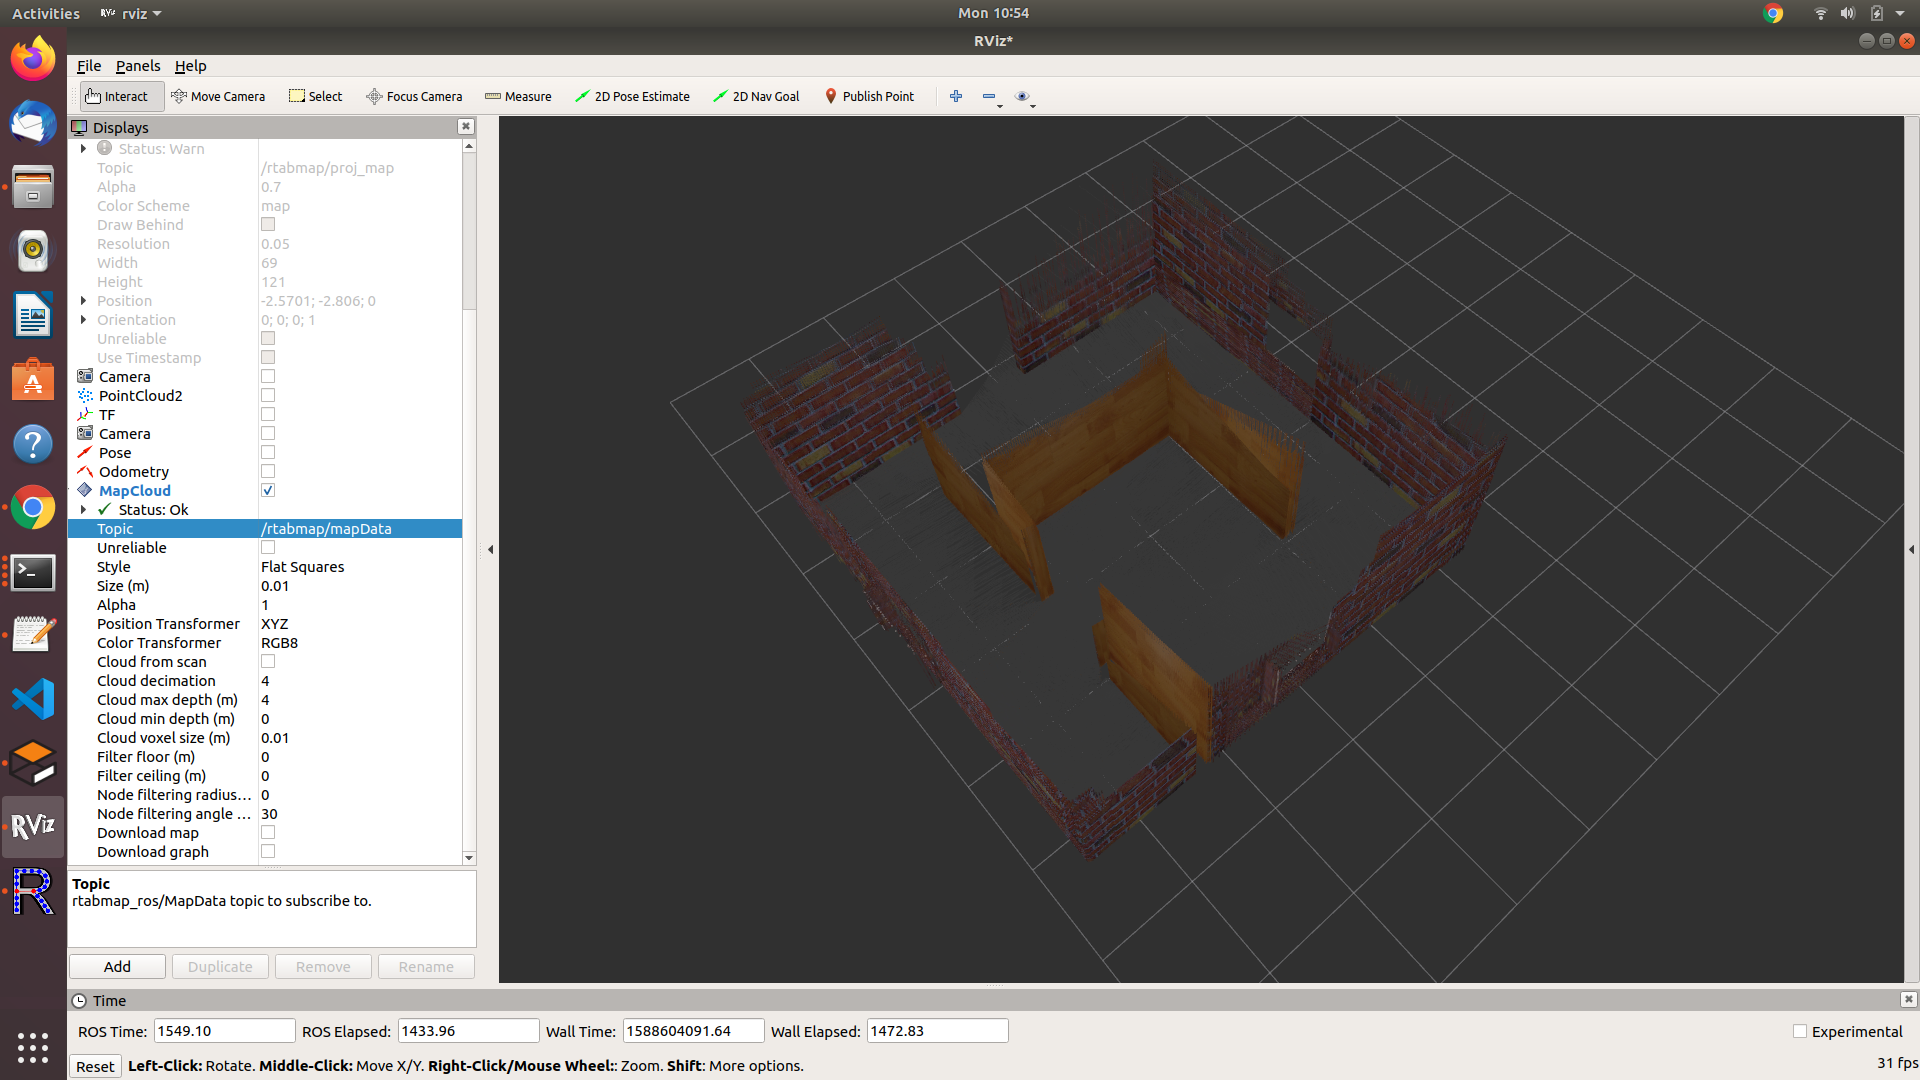 Activities RViz rviz Mon 10:54
RViz*
File Panels Help
Interact Move Camera Select Focus Camera Measure 2D Pose Estimate 2D Nav Goal Publish Point
Displays
Status: Warn
Topic /rtabmap/proj_map
Alpha 0.7
Color Scheme map
Draw Behind
Resolution 0.05
Width 69
Height 121
Position -2.5701; -2.806; 0
Orientation 0; 0; 0; 1
Unreliable
Use Timestamp
Camera
PointCloud2
TF
Camera
Pose
Odometry
MapCloud
Status: Ok
Topic /rtabmap/mapData
Unreliable
Style Flat Squares
Size (m) 0.01
Alpha 1
Position Transformer XYZ
Color Transformer RGB8
Cloud from scan
Cloud decimation 4
Cloud max depth (m) 4
Cloud min depth (m) 0
Cloud voxel size (m) 0.01
Filter floor (m) 0
Filter ceiling (m) 0
Node filtering radius... 0
Node filtering angle ... 30
Download map
Download graph
Topic
rtabmap_ros/MapData topic to subscribe to.
Add Duplicate Remove Rename
RViz
R
Time
ROS Time: 1549.10 ROS Elapsed: 1433.96 Wall Time: 1588604091.64 Wall Elapsed: 1472.83 Experimental
Reset Left-Click: Rotate. Middle-Click: Move X/Y. Right-Click/Mouse Wheel:: Zoom. Shift: More options. 31 fps